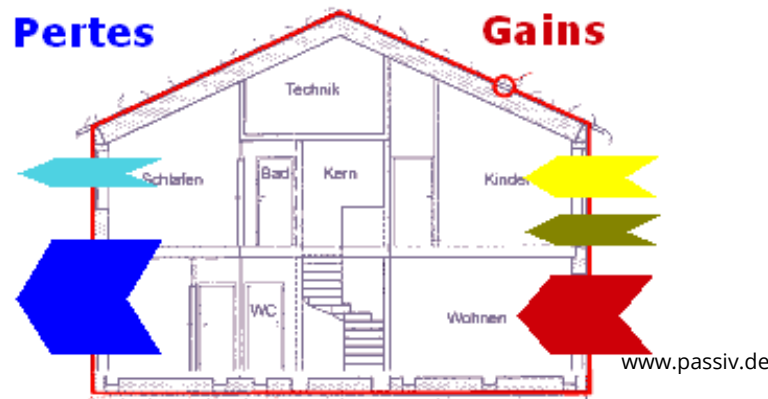 Pertes
Gains
Technik
Schlafen
Bad
Kern
Kinder
WC
Wohnen
www.passiv.de